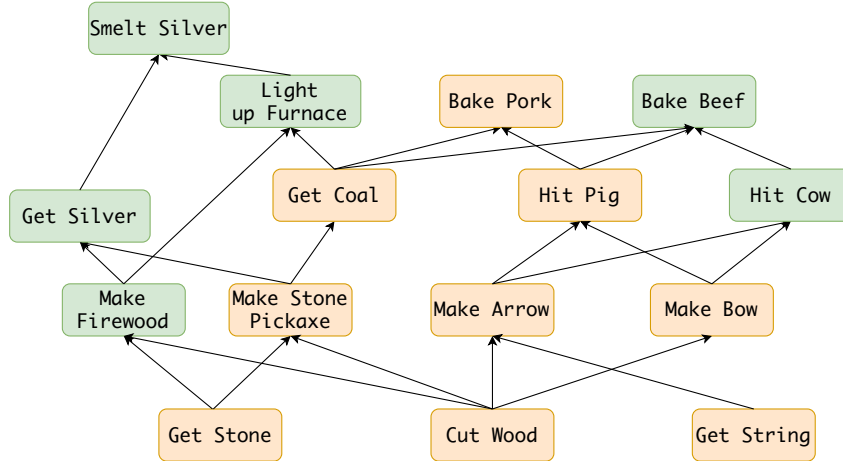 Smelt Silver
Light
up Furnace
Bake Pork
Bake Beef
Get Silver
Get Coal
Hit Pig
Hit Cow
Make
Firewood
Make Stone
Pickaxe
Make Arrow
Make Bow
Get Stone
Cut Wood
Get String